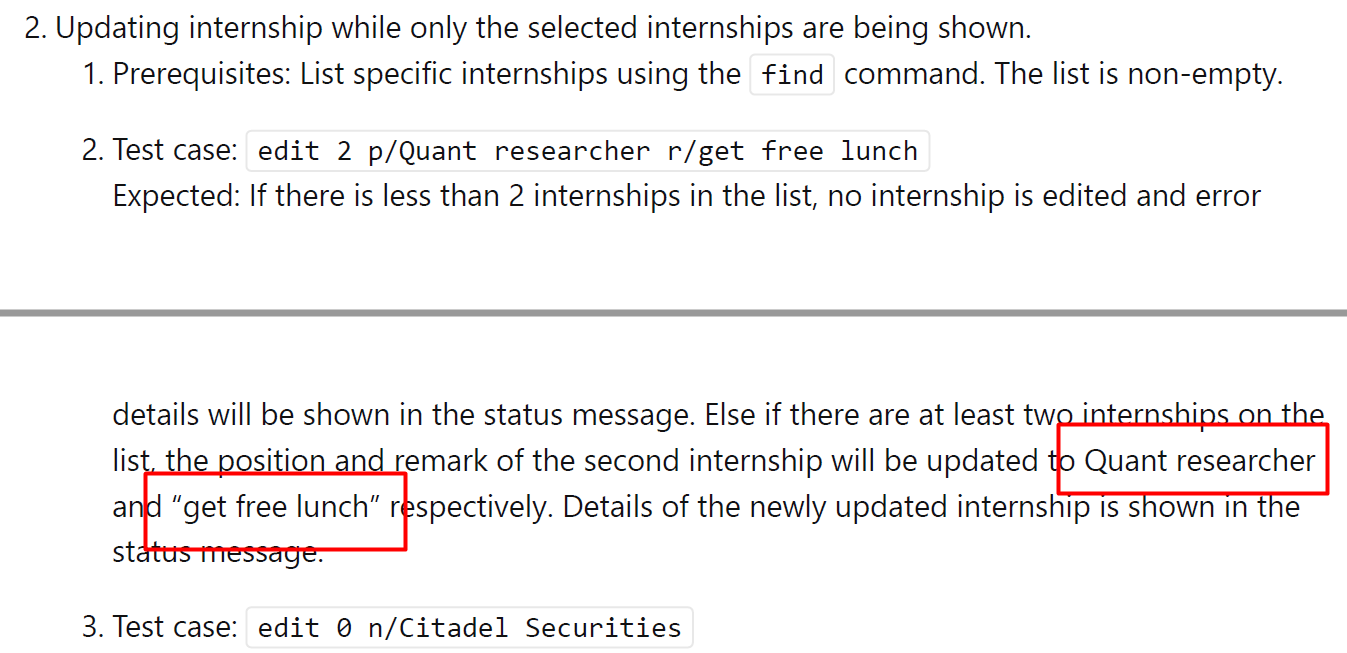 2. Updating internship while only the selected internships are being shown.
1. Prerequisites: List specific internships using the find command. The list is non-empty.
2. Test case: edit 2 p/Quant researcher r/get free lunch
Expected: If there is less than 2 internships in the list, no internship is edited and error
details will be shown in the status message. Else if there are at least two internships on the
list, the position and remark of the second internship will be updated to Quant researcher
and “get free lunch” respectively. Details of the newly updated internship is shown in the
status message.
3. Test case: edit 0 n/Citadel Securities